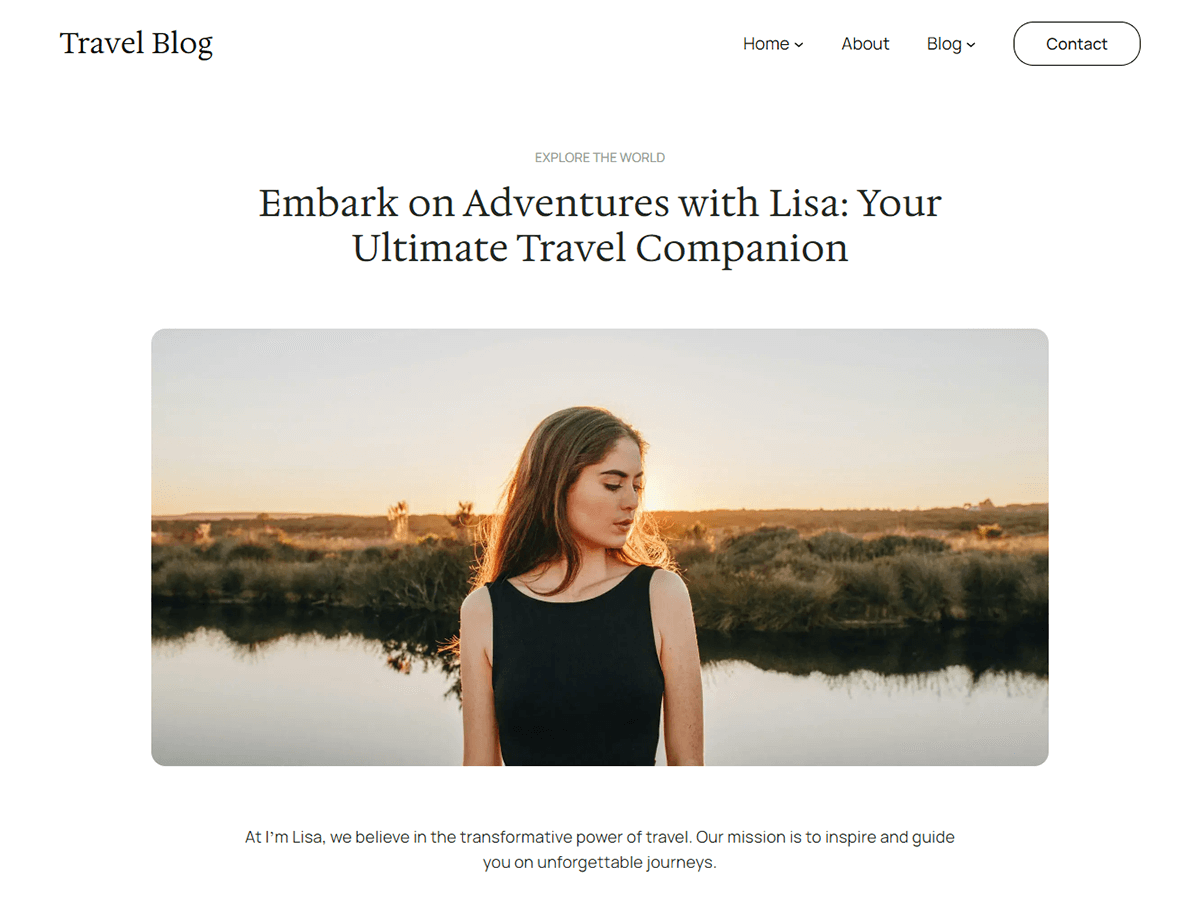 Travel Blog
Home
About
Blog
Contact
EXPLORE THE WORLD
Embark on Adventures with Lisa: Your
Ultimate Travel Companion
At I’m Lisa, we believe in the transformative power of travel. Our mission is to inspire and guide
you on unforgettable journeys.